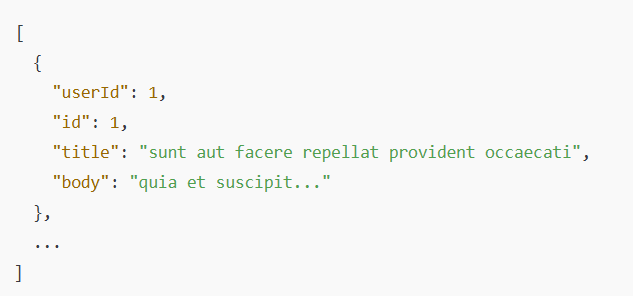 [
{
"userId": 1,
"id": 1,
"title": "sunt aut facere repellat provident occaecati",
"body": "quia et suscipit..."
},
...
]